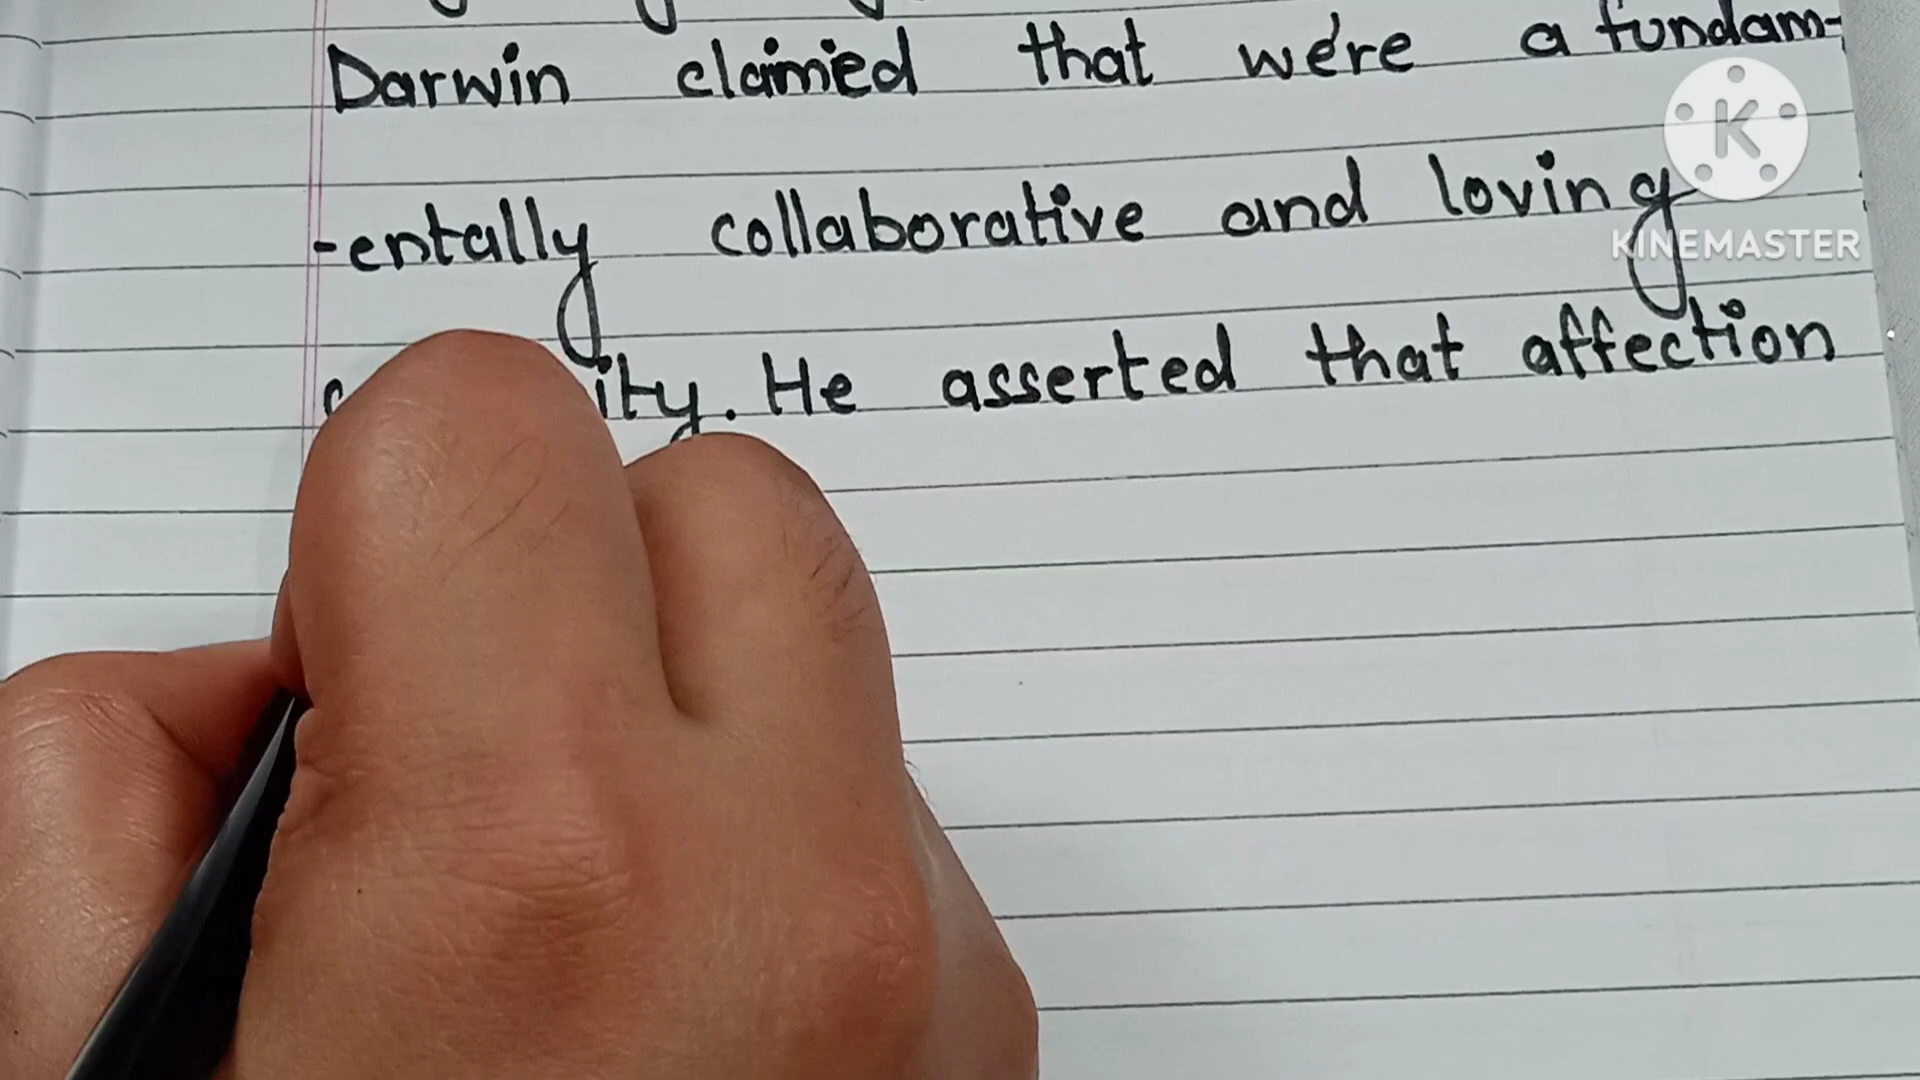 Darwin claimed that we're a fundam-
-entally collaborative and loving
ity. He asserted that affection
K
KINEMASTER